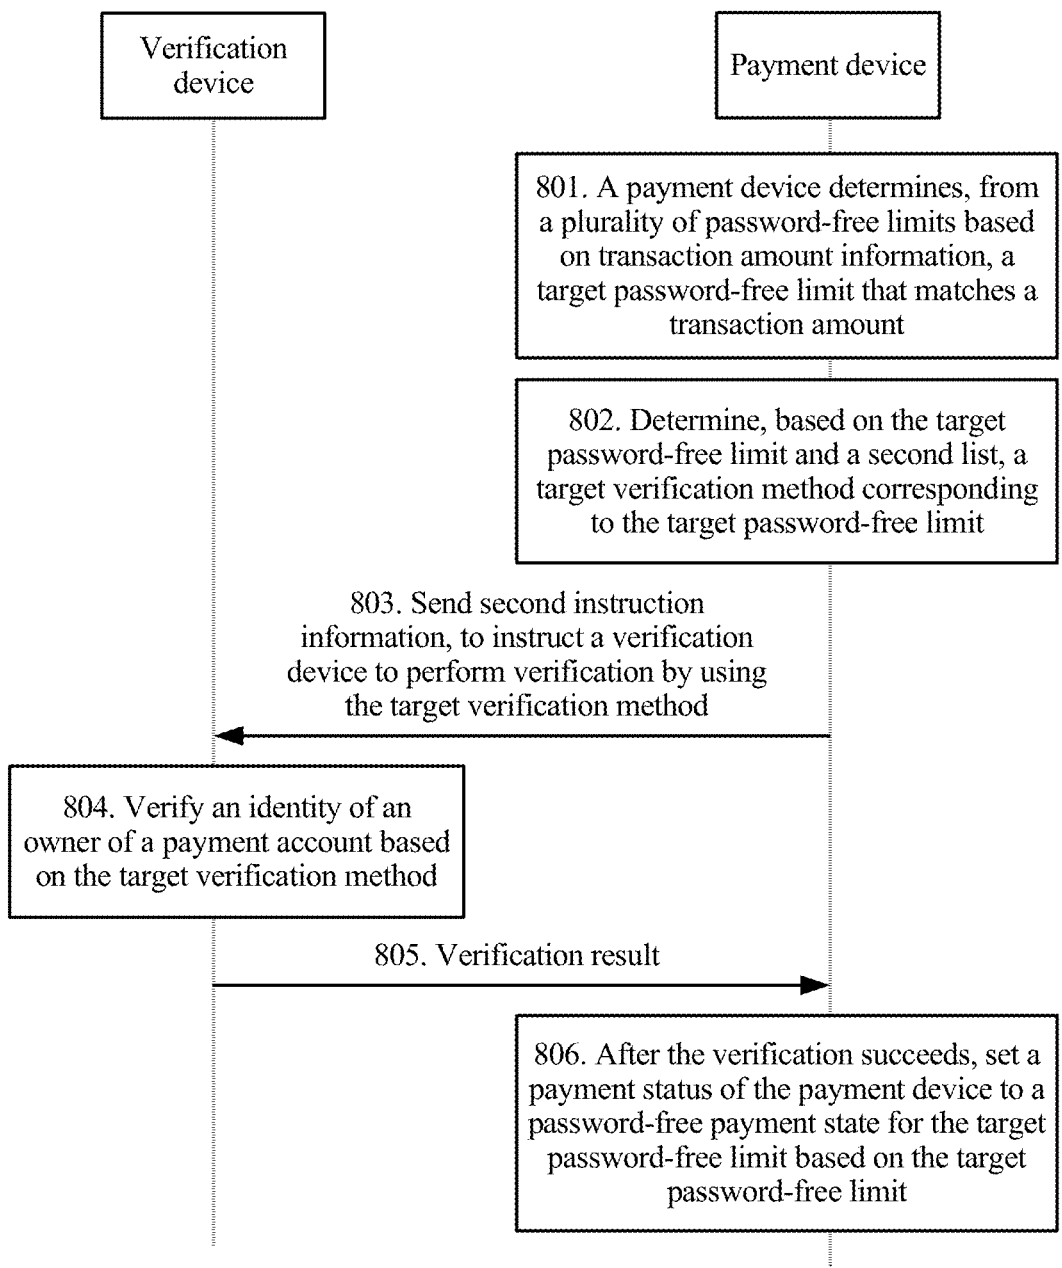 Verification
device
Payment device
801. A payment device determines, from
a plurality of password-free limits based
on transaction amount information, a
target password-free limit that matches a
transaction amount
802. Determine, based on the target
password-free limit and a second list, a
target verification method corresponding
to the target password-free limit
803. Send second instruction
information, to instruct a verification
device to perform verification by using
the target verification method
804. Verify an identity of an
owner of a payment account based
on the target verification method
805. Verification result
806. After the verification succeeds, set a
payment status of the payment device to a
password-free payment state for the target
password-free limit based on the target
password-free limit